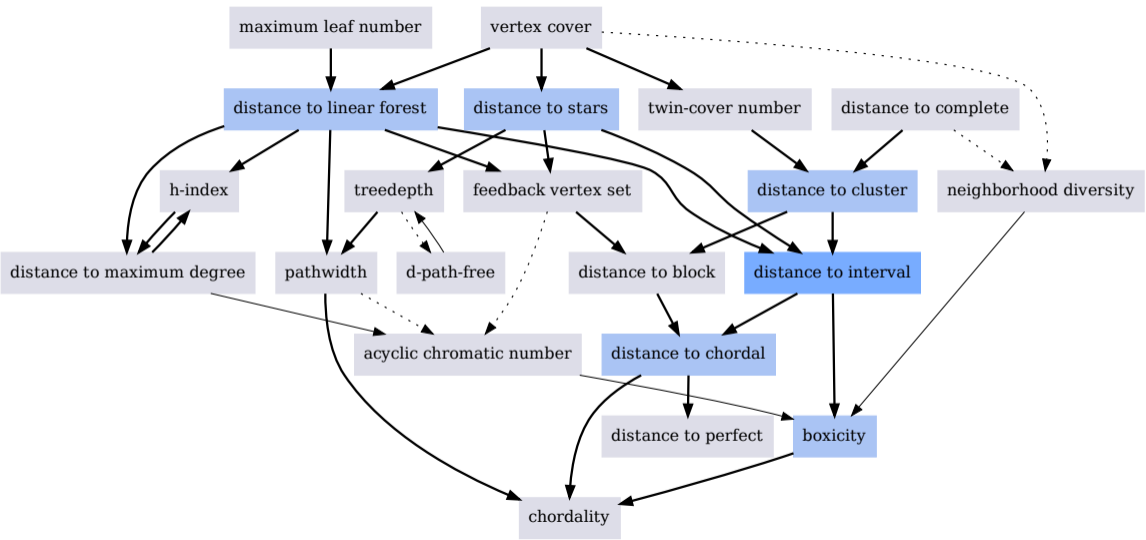 maximum leaf number
vertex cover
distance to linear forest
distance to stars
twin-cover number
distance to complete
h-index
treedepth
feedback vertex set
distance to cluster
neighborhood diversity
distance to maximum degree
pathwidth
d-path-free
distance to block
distance to interval
acyclic chromatic number
distance to chordal
distance to perfect
boxicity
chordality